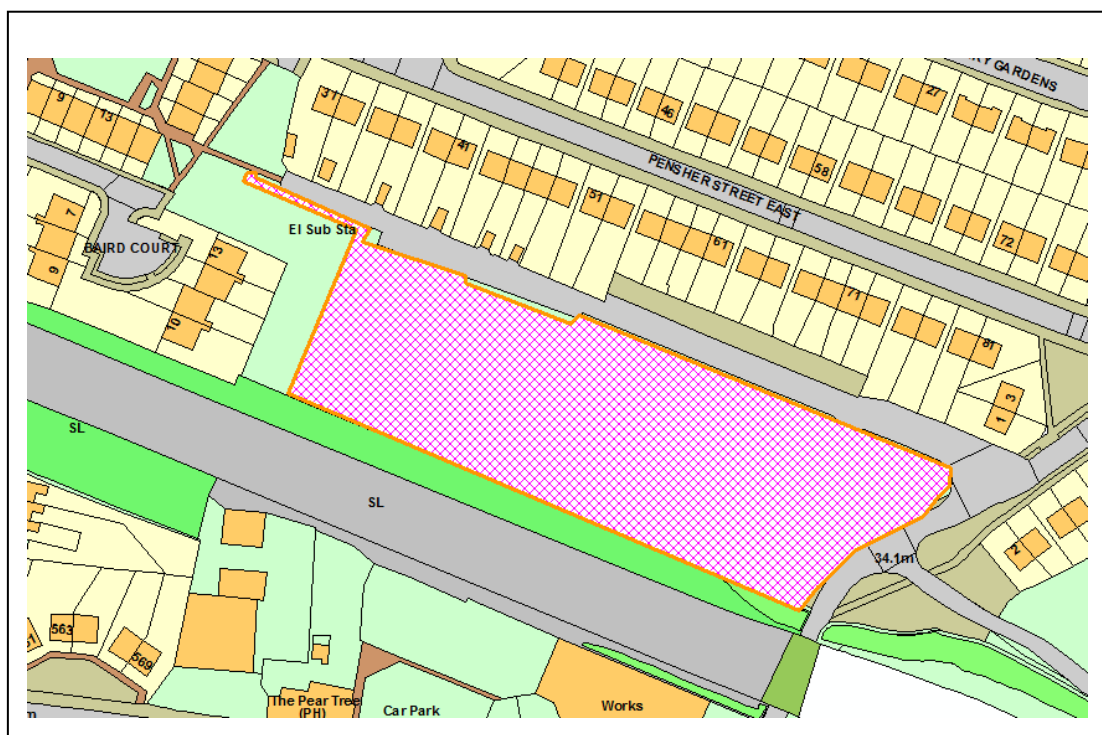 KY GARDENS
27
9
13
31
46
41
PENSHER STREET EAST
58
51
7
El Sub Sta
61
72
BAIRD COURT
13
9
71
10
81
3
1
SL
SL
34.1m
2
563
569
The Pear Tree
(PH)
Car Park
Works